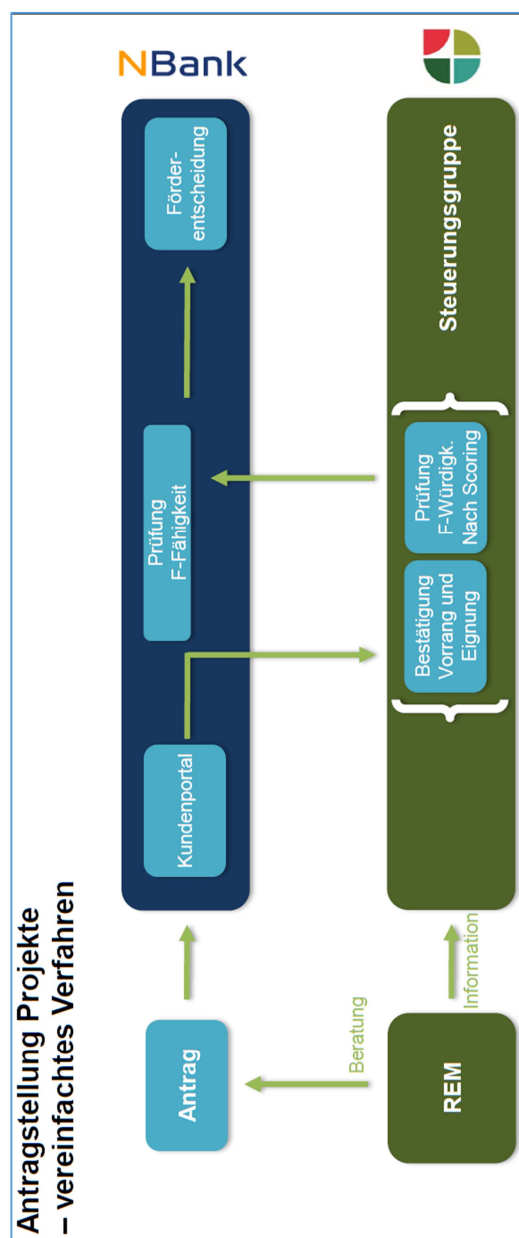 Antragstellung Projekte
– vereinfachtes Verfahren
NBank
Antrag
Kundenportal
Prüfung
F-Fähigkeit
Förder-
entscheidung
Beratung
REM
Information
Bestätigung
Vorrang und
Eignung
Prüfung
F-Würdigk.
Nach Scoring
Steuerungsgruppe